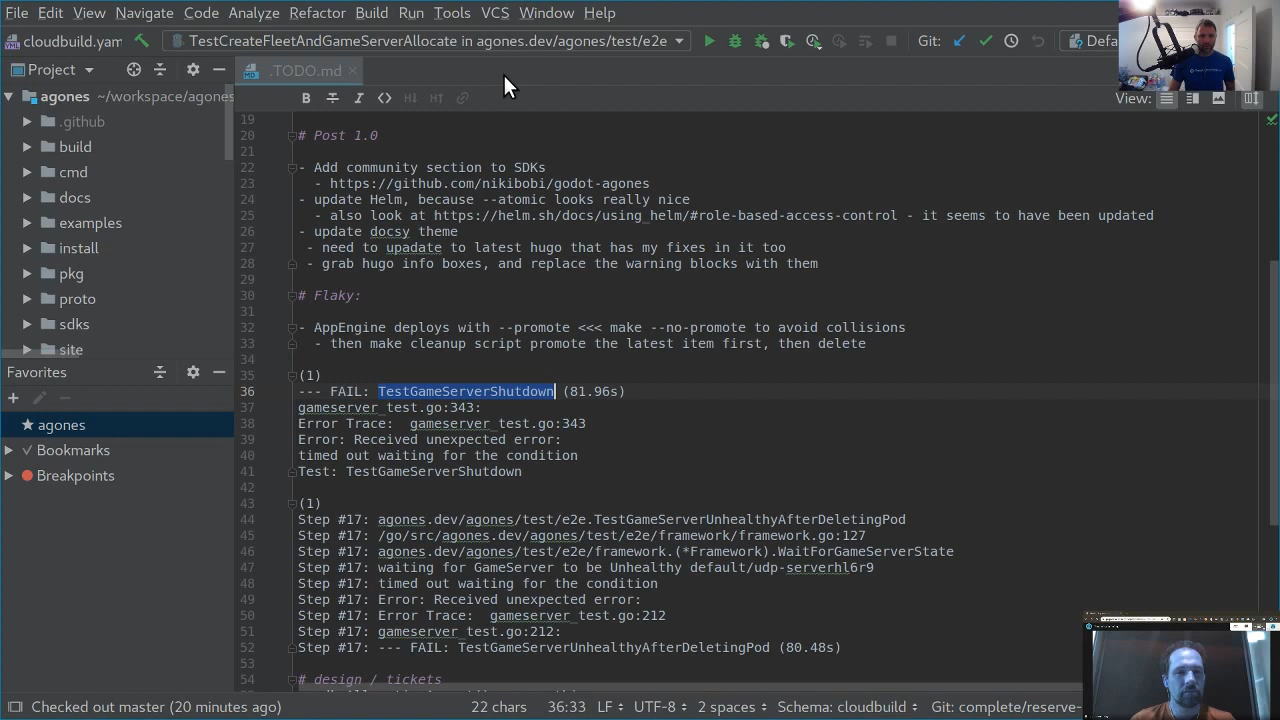 File Edit View Navigate Code Analyze Refactor Build Run Tools VCS Window Help
cloudbuild.yam TestCreateFleetAndGameServerAllocate in agones.dev/agones/test/e2e Git: Defa
Project
.TODO.md
View:
agones ~/workspace/agones
.github
build
cmd
docs
examples
install
pkg
proto
sdks
site
Favorites
agones
Bookmarks
Breakpoints
19
20 # Post 1.0
21
22 - Add community section to SDKs
23 - https://github.com/nikibobi/godot-agones
24 - update Helm, because --atomic looks really nice
25 - also look at https://helm.sh/docs/using_helm/#role-based-access-control - it seems to have been updated
26 - update docsy theme
27 - need to upadate to latest hugo that has my fixes in it too
28 - grab hugo info boxes, and replace the warning blocks with them
29
30 # Flaky:
31
32 - AppEngine deploys with --promote <<< make --no-promote to avoid collisions
33 - then make cleanup script promote the latest item first, then delete
34
35 (1)
36 --- FAIL: TestGameServerShutdown (81.96s)
37 gameserver_test.go:343:
38 Error Trace: gameserver_test.go:343
39 Error: Received unexpected error:
40 timed out waiting for the condition
41 Test: TestGameServerShutdown
42
43 (1)
44 Step #17: agones.dev/agones/test/e2e.TestGameServerUnhealthyAfterDeletingPod
45 Step #17: /go/src/agones.dev/agones/test/e2e/framework/framework.go:127
46 Step #17: agones.dev/agones/test/e2e/framework.(*Framework).WaitForGameServerState
47 Step #17: waiting for GameServer to be Unhealthy default/udp-serverhl6r9
48 Step #17: timed out waiting for the condition
49 Step #17: Error: Received unexpected error:
50 Step #17: Error Trace: gameserver_test.go:212
51 Step #17: gameserver_test.go:212:
52 Step #17: --- FAIL: TestGameServerUnhealthyAfterDeletingPod (80.48s)
53
54 # design / tickets
Checked out master (20 minutes ago) 22 chars 36:33 LF UTF-8 2 spaces Schema: cloudbuild Git: complete/reserve-